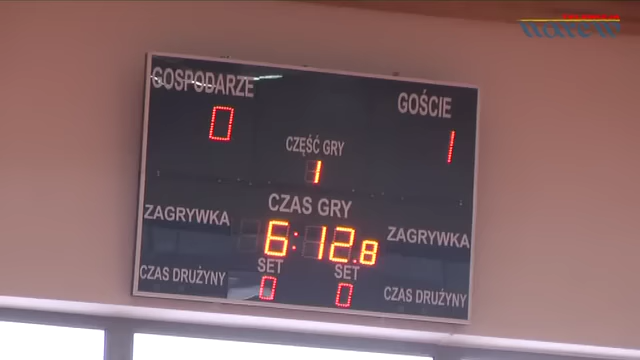 GOSPODARZE
GOŚCIE
0
1
CZĘŚĆ GRY
1
CZAS GRY
ZAGRYWKA
6:12.8
ZAGRYWKA
SET
SET
CZAS DRUŻYNY
0
0
CZAS DRUŻYNY